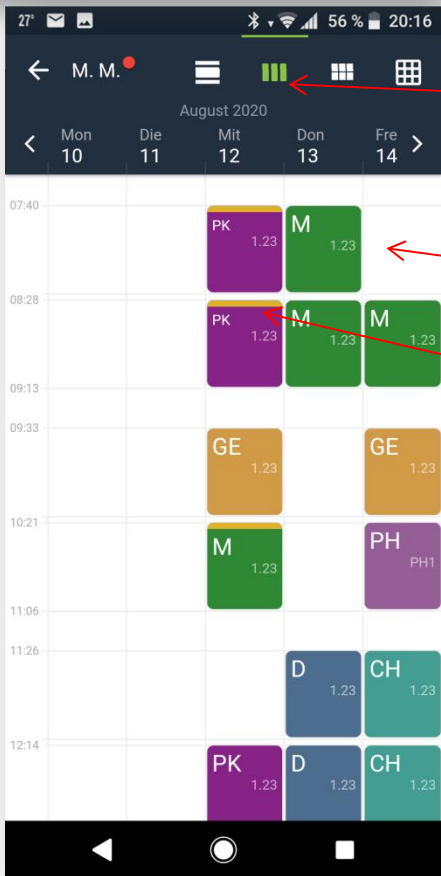 27° 56 % 20:16
M. M.
August 2020
Mon Die Mit Don Fre
10 11 12 13 14
07:40
PK M
1.23 1.23
08:28
PK M M
1.23 1.23 1.23
09:13
09:33
GE GE
1.23 1.23
10:21
M PH
1.23 PH1
11:06
11:26
D CH
1.23 1.23
12:14
PK D CH
1.23 1.23 1.23